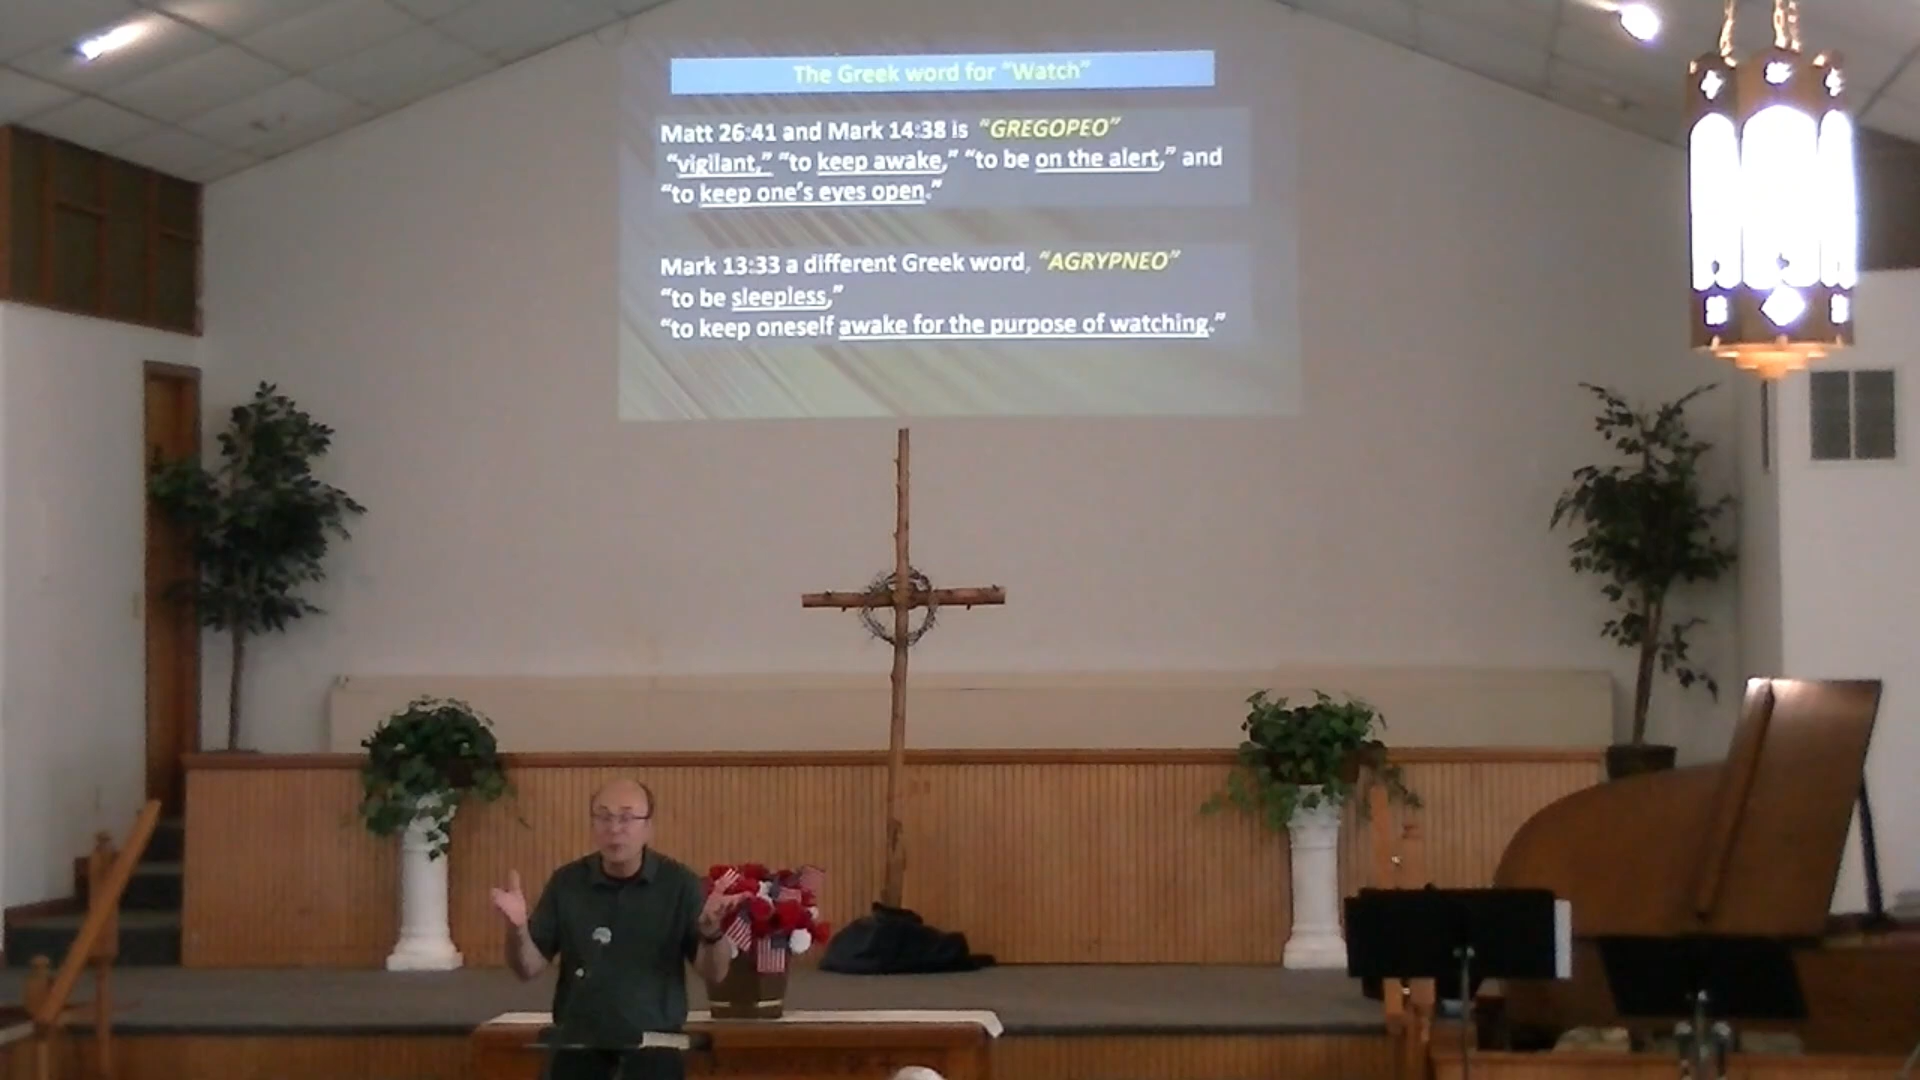 The Greek word for “Watch”
Matt 26:41 and Mark 14:38 is “GREGOPEO”
“vigilant,” “to keep awake,” “to be on the alert,” and
“to keep one’s eyes open.”
Mark 13:33 a different Greek word, “AGRYPNEO”
“to be sleepless,”
“to keep oneself awake for the purpose of watching.”